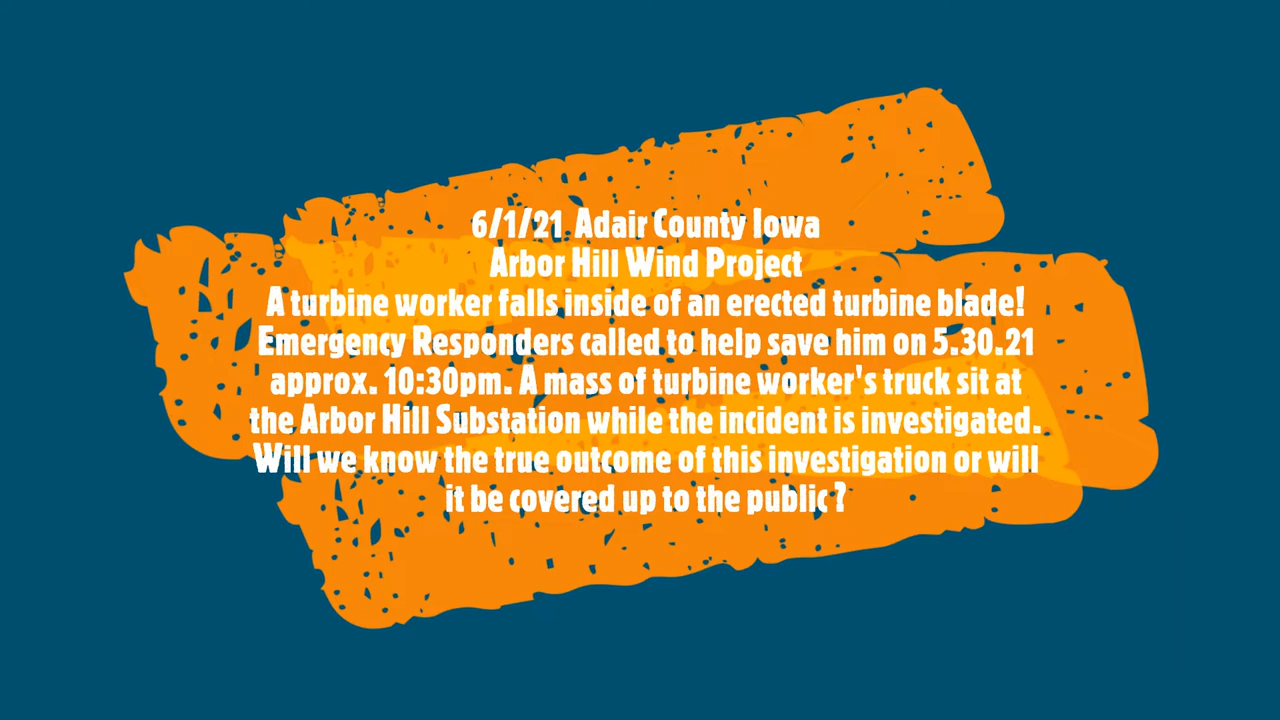 6/1/21 Adair County Iowa
Arbor Hill Wind Project
A turbine worker falls inside of an erected turbine blade!
Emergency Responders called to help save him on 5.30.21
approx. 10:30pm. A mass of turbine worker's truck sit at
the Arbor Hill Substation while the incident is investigated.
Will we know the true outcome of this investigation or will
it be covered up to the public ?